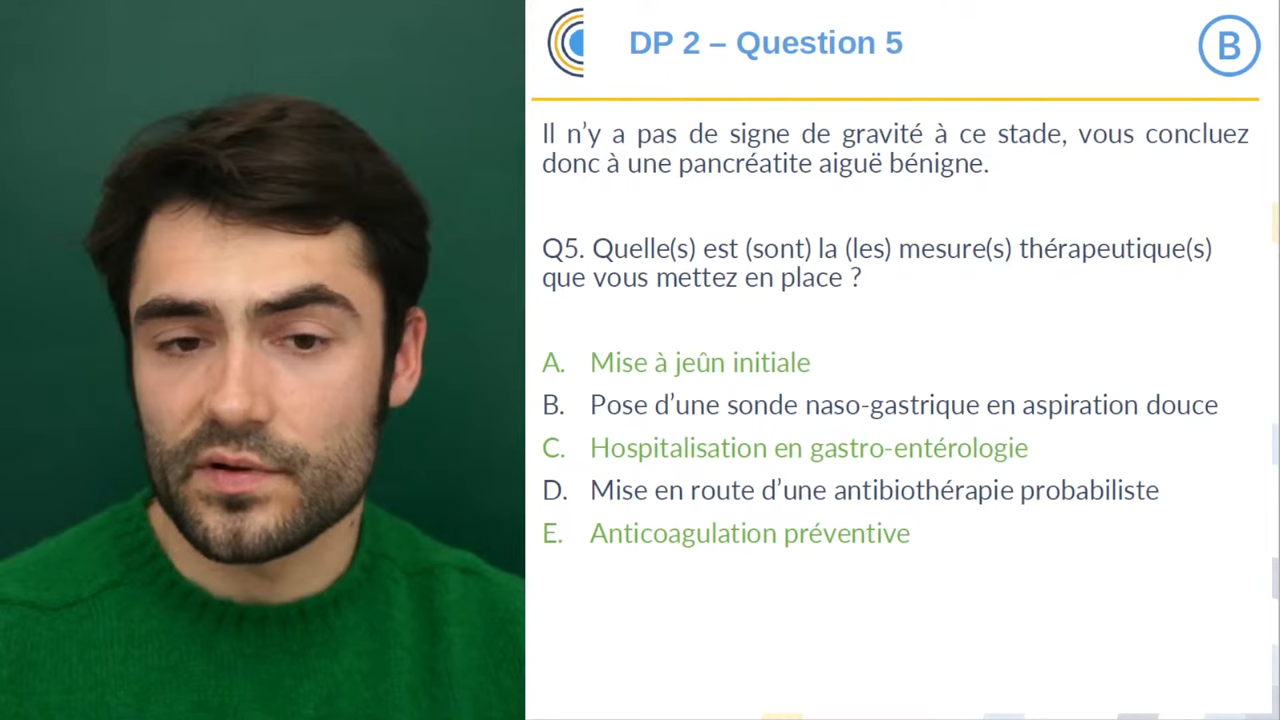 DP 2 – Question 5
B
Il n’y a pas de signe de gravité à ce stade, vous concluez
donc à une pancréatite aiguë bénigne.
Q5. Quelle(s) est (sont) la (les) mesure(s) thérapeutique(s)
que vous mettez en place ?
A. Mise à jeûn initiale
B. Pose d’une sonde naso-gastrique en aspiration douce
C. Hospitalisation en gastro-entérologie
D. Mise en route d’une antibiothérapie probabiliste
E. Anticoagulation préventive